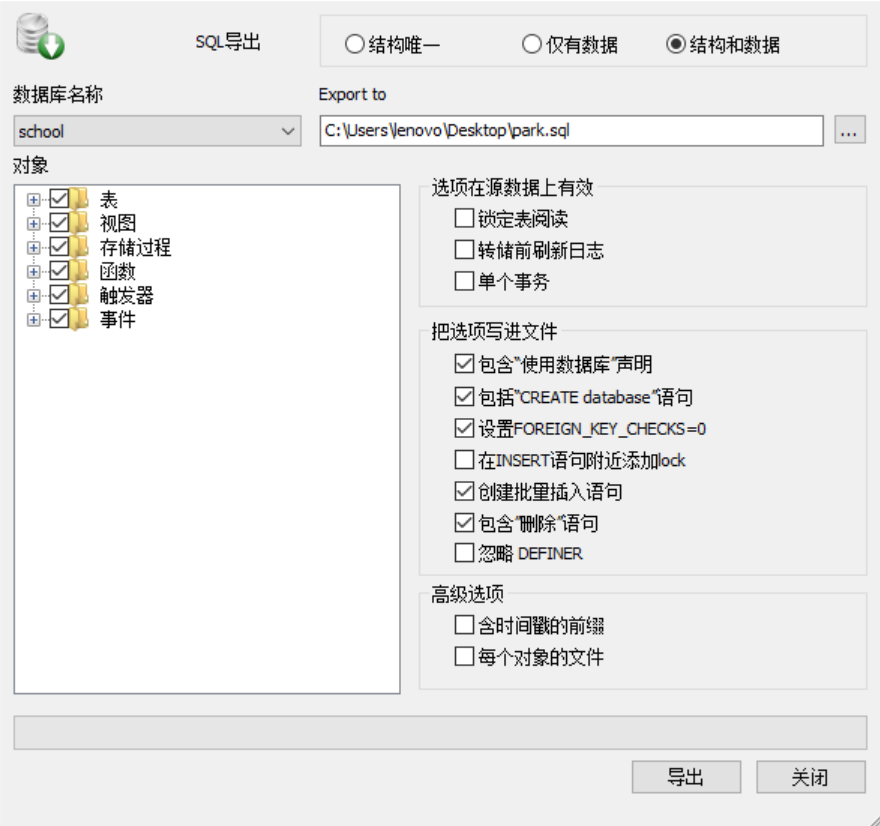 SQL导出
结构唯一
仅有数据
结构和数据
数据库名称
Export to
school
C:\Users\lenovo\Desktop\park.sql
...
对象
表
视图
存储过程
函数
触发器
事件
选项在源数据上有效
锁定表阅读
转储前刷新日志
单个事务
把选项写进文件
包含"使用数据库"声明
包括"CREATE database"语句
设置FOREIGN_KEY_CHECKS=0
在INSERT语句附近添加lock
创建批量插入语句
包含"删除"语句
忽略 DEFINER
高级选项
含时间戳的前缀
每个对象的文件
导出
关闭